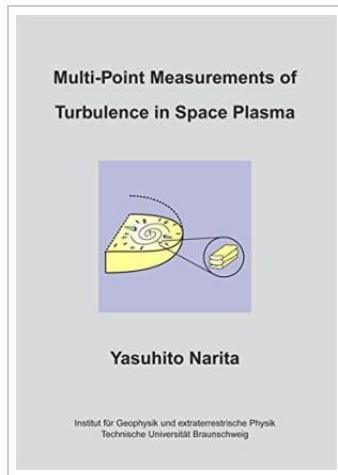 Multi-Point Measurements of
Turbulence in Space Plasma
Yasuhito Narita
Institut für Geophysik und extraterrestrische Physik
Technische Universität Braunschweig